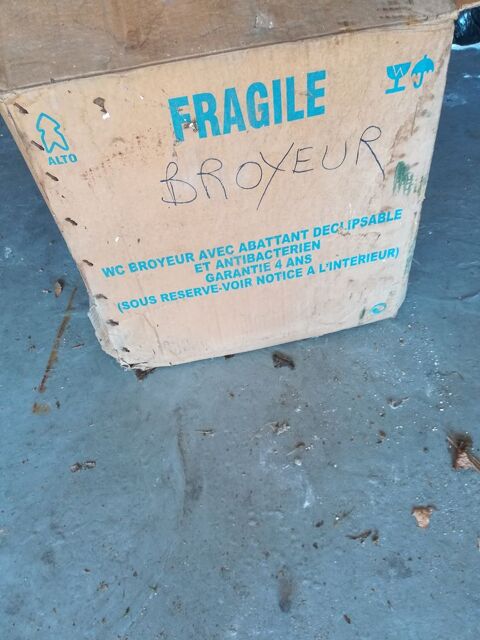 FRAGILE
ALTO
BROYEUR
WC BROYEUR AVEC ABATTANT DECLIPSABLE
ET ANTIBACTERIEN
GARANTIE 4 ANS
(SOUS RESERVE-VOIR NOTICE A L'INTERIEUR)